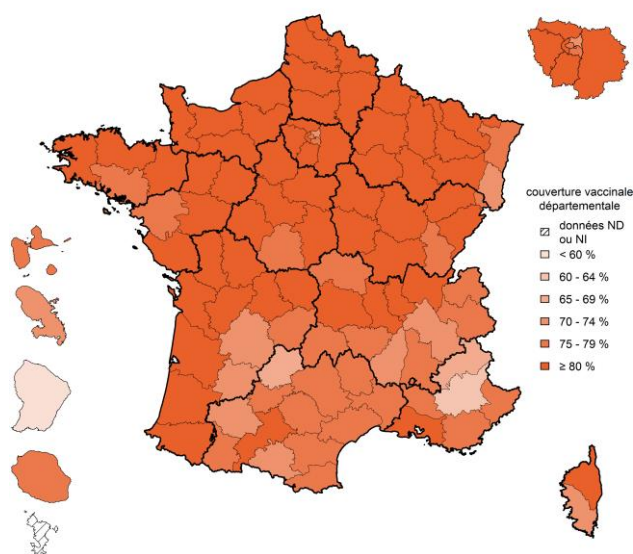 couverture vaccinale
départementale
données ND
ou NI
< 60 %
60 - 64 %
65 - 69 %
70 - 74 %
75 - 79 %
≥ 80 %